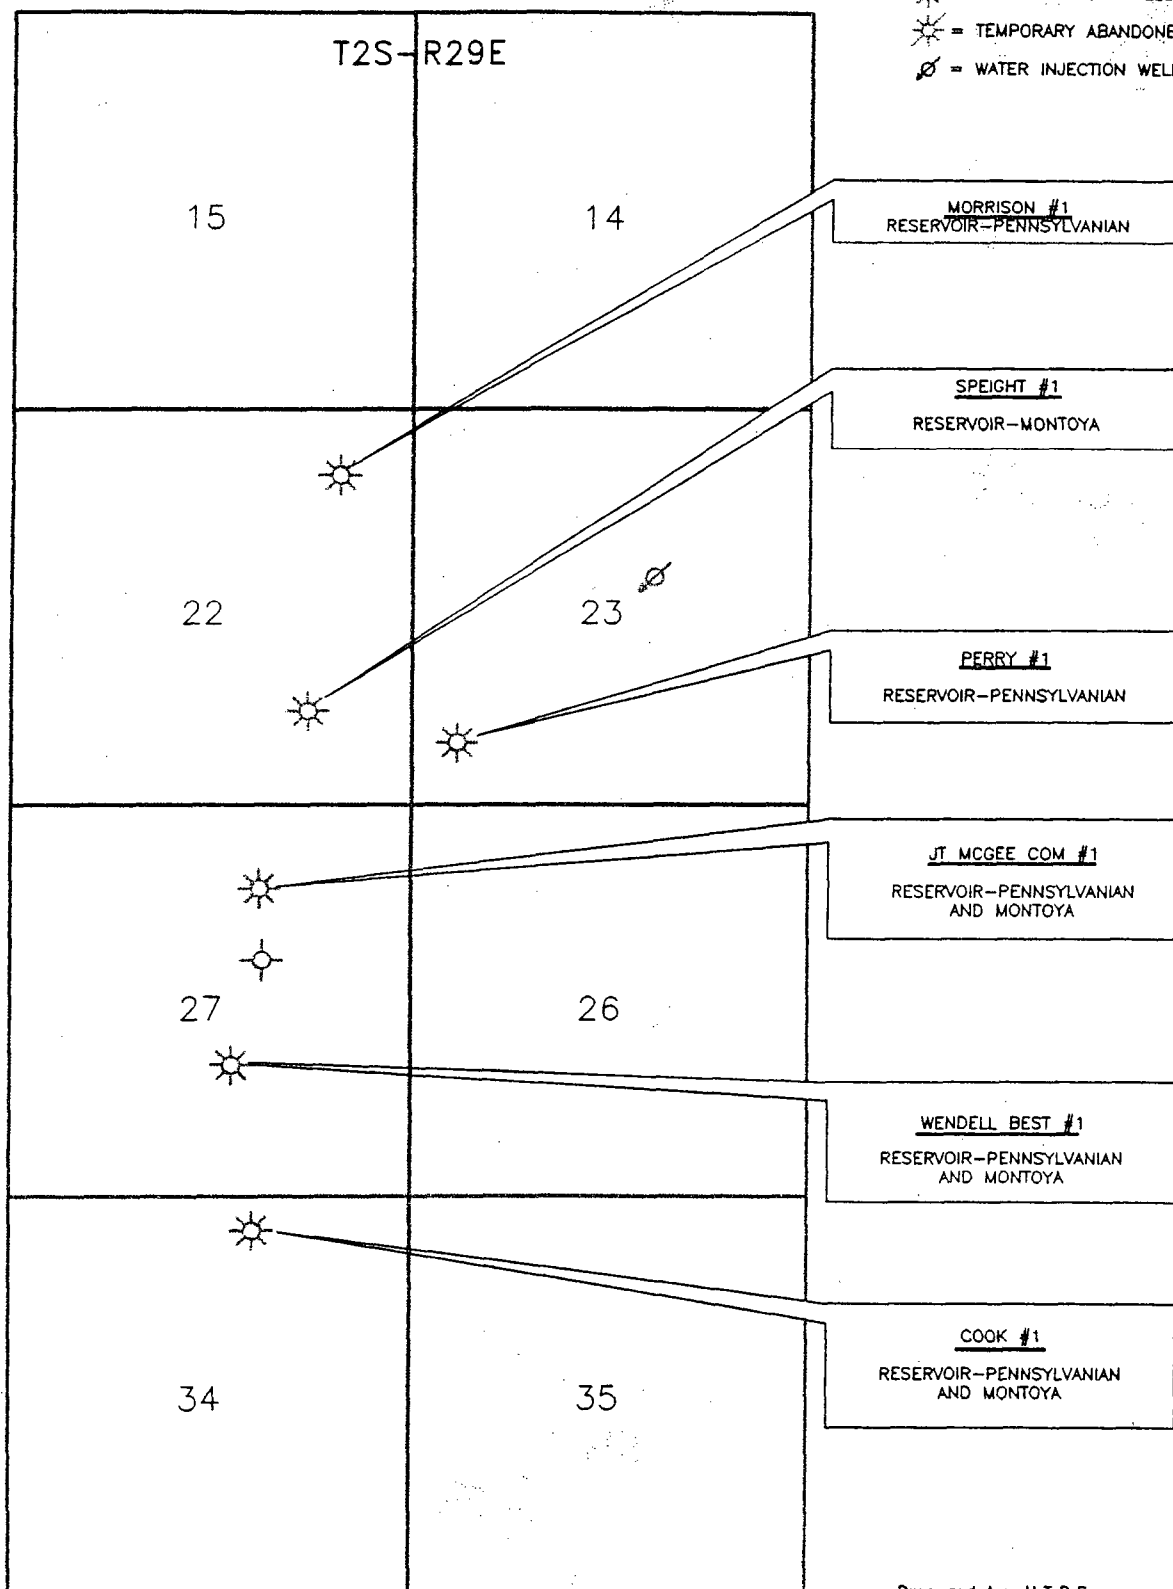 = TEMPORARY ABANDONE
= WATER INJECTION WELL
T2S-R29E
15
14
MORRISON #1
RESERVOIR-PENNSYLVANIAN
SPEIGHT #1
RESERVOIR-MONTOYA
22
23
PERRY #1
RESERVOIR-PENNSYLVANIAN
JT MCGEE COM #1
RESERVOIR-PENNSYLVANIAN
AND MONTOYA
27
26
WENDELL BEST #1
RESERVOIR-PENNSYLVANIAN
AND MONTOYA
COOK #1
RESERVOIR-PENNSYLVANIAN
AND MONTOYA
34
35